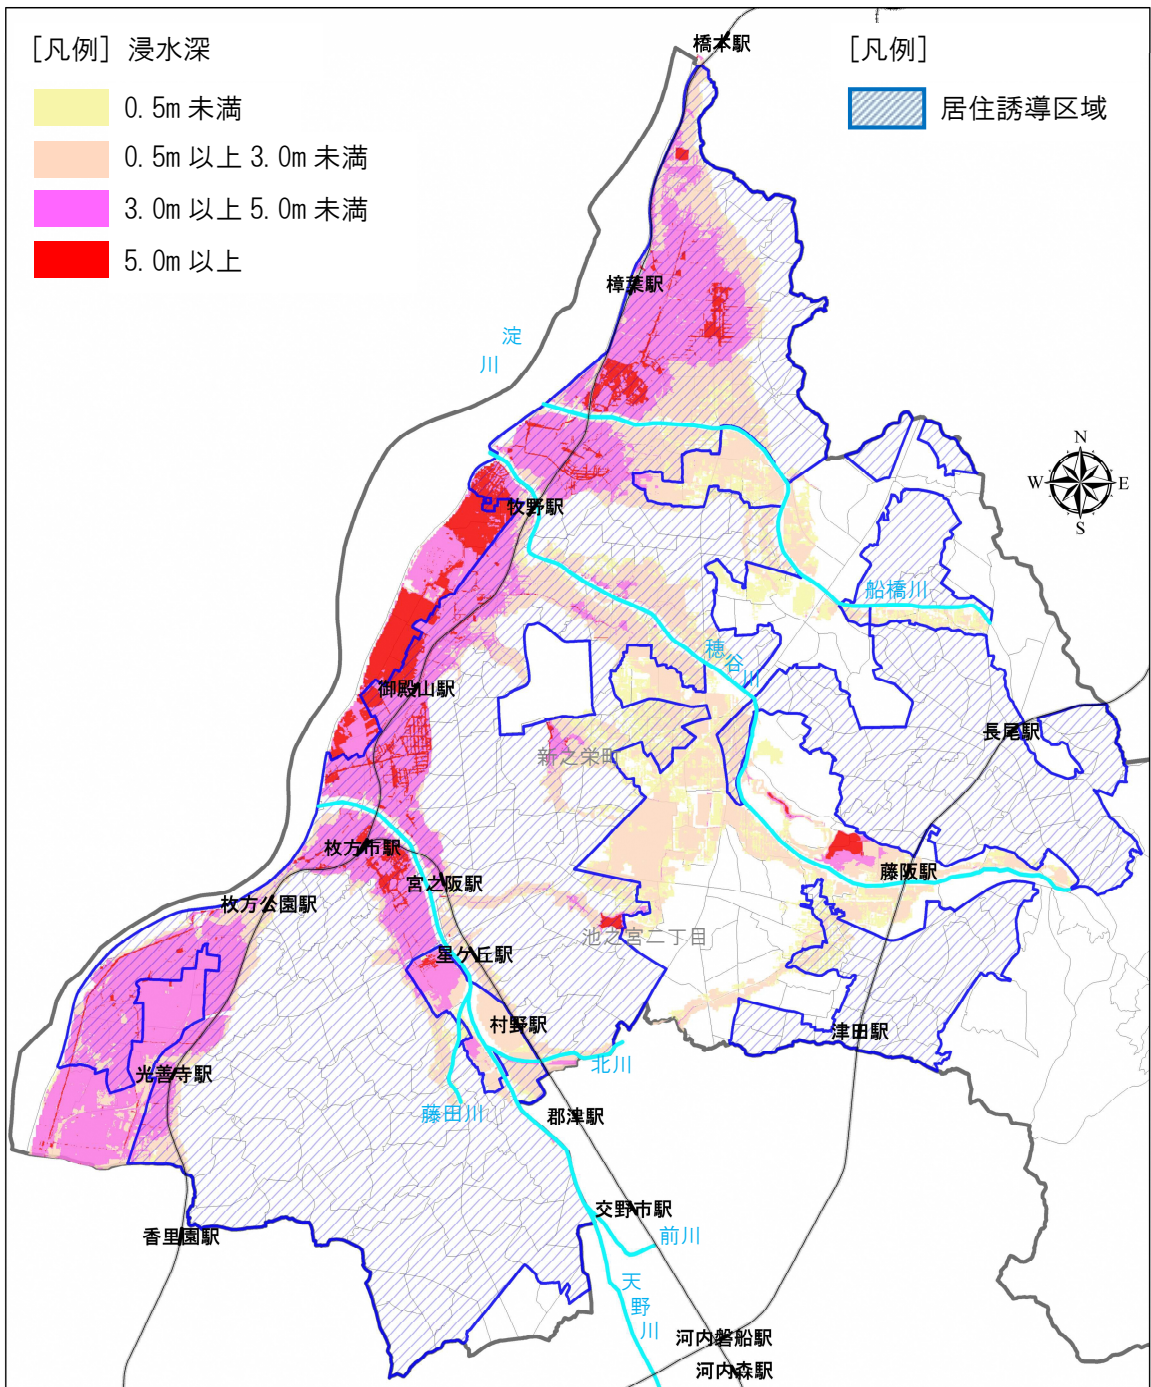 [凡例] 浸水深
0.5m 未満
0.5m 以上 3.0m 未満
3.0m 以上 5.0m 未満
5.0m 以上
[凡例]
居住誘導区域
橋本駅
樟葉駅
淀川
N
W
E
S
牧野駅
船橋川
穂谷川
御殿山駅
長尾駅
新之栄町
枚方市駅
宮之阪駅
藤阪駅
枚方公園駅
池之宮二丁目
星ケ丘駅
村野駅
津田駅
北川
光善寺駅
藤田川
郡津駅
交野市駅
前川
香里園駅
天野川
河内磐船駅
河内森駅